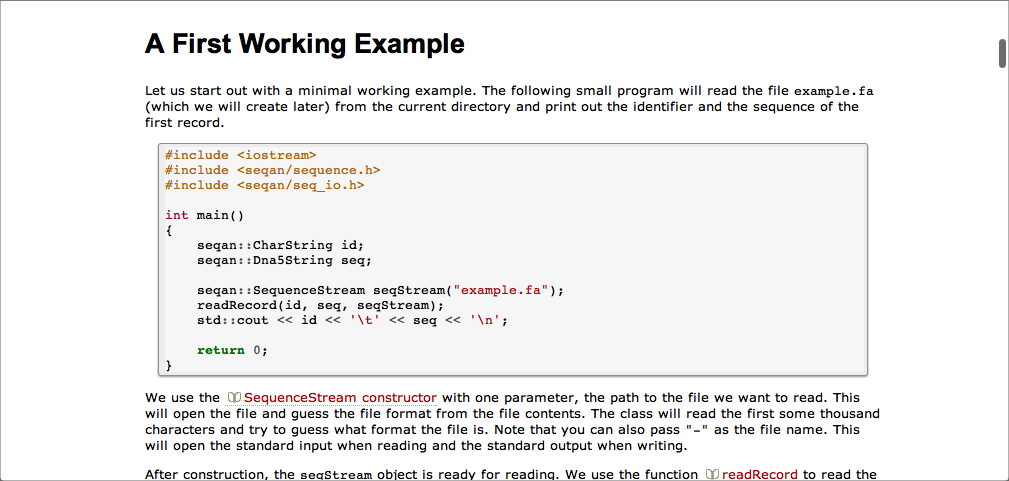 A First Working Example
Let us start out with a minimal working example. The following small program will read the file example.fa
(which we will create later) from the current directory and print out the identifier and the sequence of the
first record.
#include <iostream>
#include <seqan/sequence.h>
#include <seqan/seq_io.h>
int main()
{
    seqan::CharString id;
    seqan::Dna5String seq;
    seqan::SequenceStream seqStream("example.fa");
    readRecord(id, seq, seqStream);
    std::cout << id << '\t' << seq << '\n';
    return 0;
}
We use the SequenceStream constructor with one parameter, the path to the file we want to read. This
will open the file and guess the file format from the file contents. The class will read the first some thousand
characters and try to guess what format the file is. Note that you can also pass "-" as the file name. This
will open the standard input when reading and the standard output when writing.
After construction, the seqStream object is ready for reading. We use the function readRecord to read the